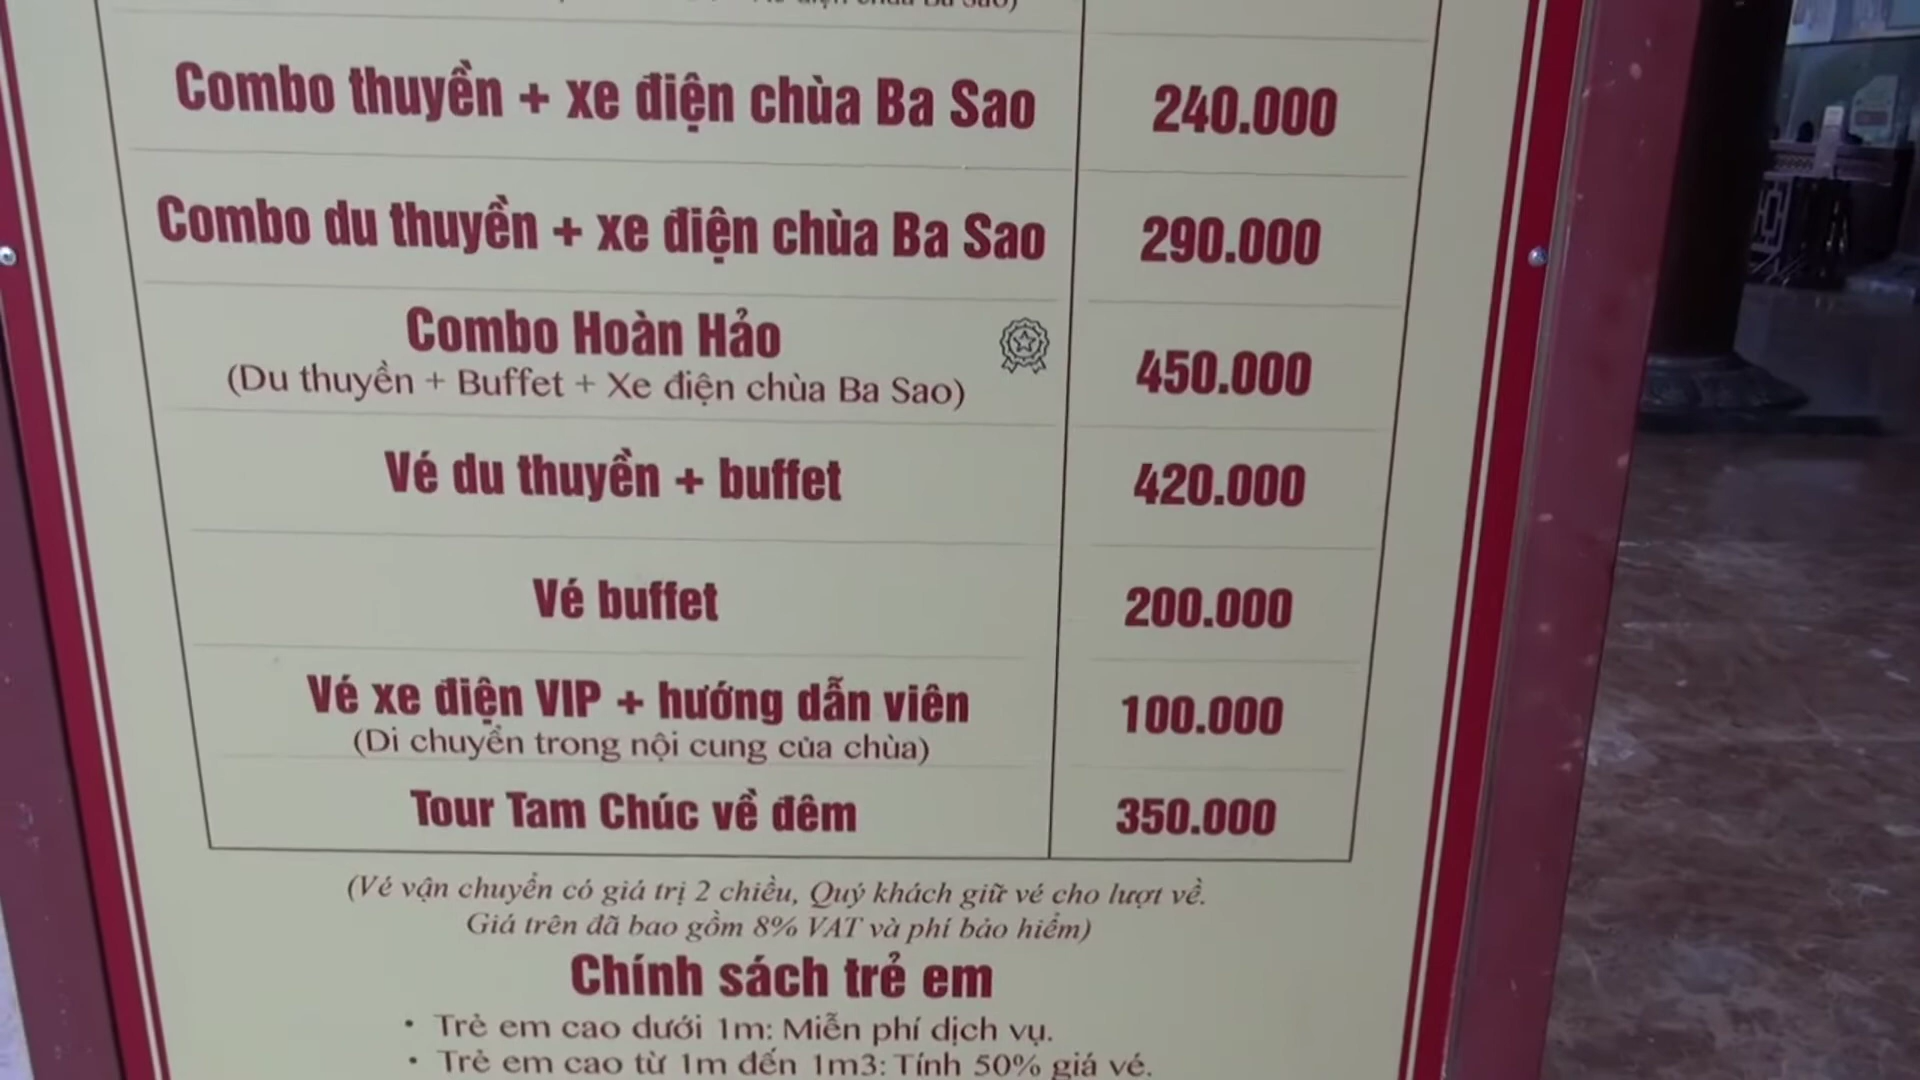 Xe điện chùa Ba Sao)
Combo thuyền + xe điện chùa Ba Sao 240.000
Combo du thuyền + xe điện chùa Ba Sao 290.000
Combo Hoàn Hảo
(Du thuyền + Buffet + Xe điện chùa Ba Sao) 450.000
Vé du thuyền + buffet 420.000
Vé buffet 200.000
Vé xe điện VIP + hướng dẫn viên
(Di chuyển trong nội cung của chùa) 100.000
Tour Tam Chúc về đêm 350.000
(Vé vận chuyển có giá trị 2 chiều, Quý khách giữ vé cho lượt về.
Giá trên đã bao gồm 8% VAT và phí bảo hiểm)
Chính sách trẻ em
• Trẻ em cao dưới 1m: Miễn phí dịch vụ.
• Trẻ em cao từ 1m đến 1m3: Tính 50% giá vé.